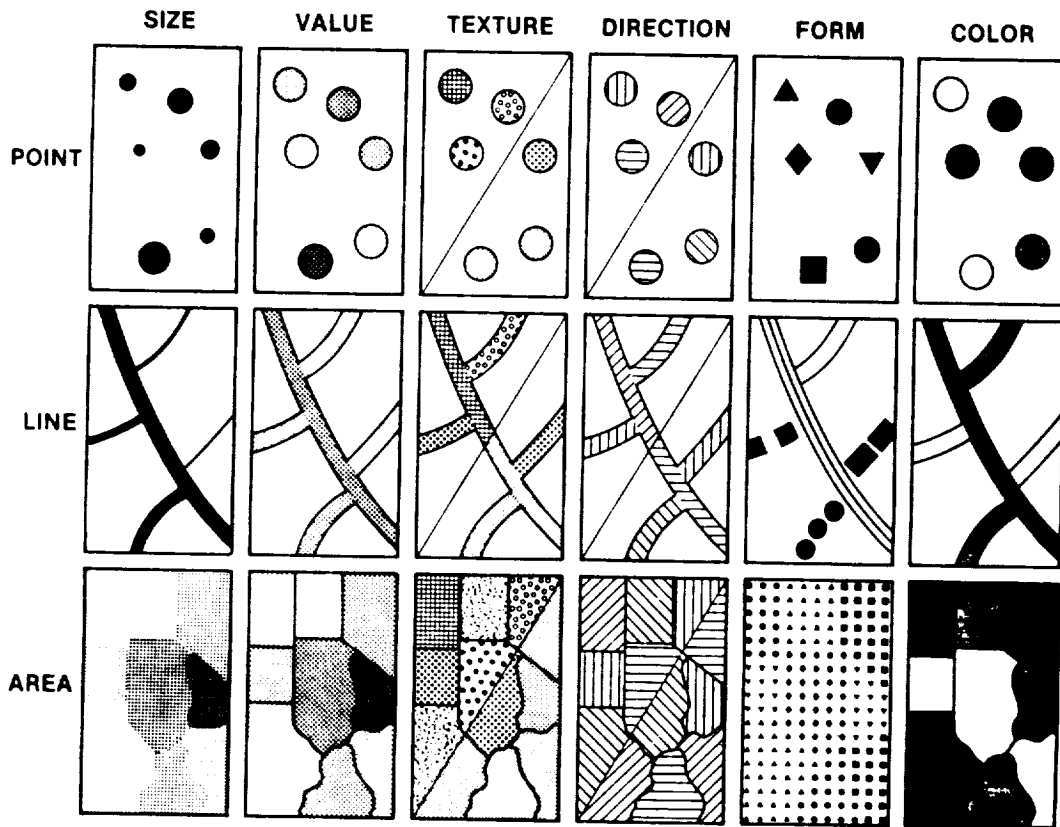 SIZE VALUE TEXTURE DIRECTION FORM COLOR
POINT
LINE
AREA